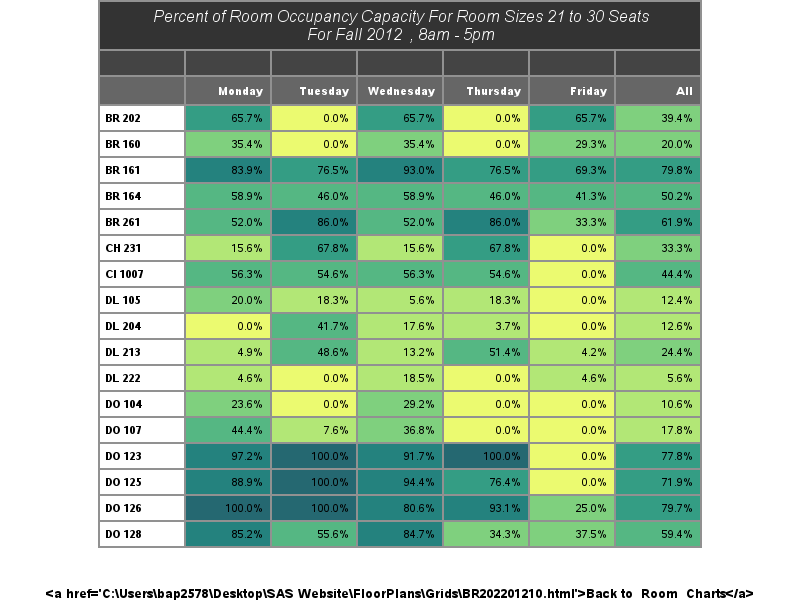 Percent of Room Occupancy Capacity For Room Sizes 21 to 30 Seats
For Fall 2012 , 8am - 5pm
Monday Tuesday Wednesday Thursday Friday All
BR 202 65.7% 0.0% 65.7% 0.0% 65.7% 39.4%
BR 160 35.4% 0.0% 35.4% 0.0% 29.3% 20.0%
BR 161 83.9% 76.5% 93.0% 76.5% 69.3% 79.8%
BR 164 58.9% 46.0% 58.9% 46.0% 41.3% 50.2%
BR 261 52.0% 86.0% 52.0% 86.0% 33.3% 61.9%
CH 231 15.6% 67.8% 15.6% 67.8% 0.0% 33.3%
CI 1007 56.3% 54.6% 56.3% 54.6% 0.0% 44.4%
DL 105 20.0% 18.3% 5.6% 18.3% 0.0% 12.4%
DL 204 0.0% 41.7% 17.6% 3.7% 0.0% 12.6%
DL 213 4.9% 48.6% 13.2% 51.4% 4.2% 24.4%
DL 222 4.6% 0.0% 18.5% 0.0% 4.6% 5.6%
DO 104 23.6% 0.0% 29.2% 0.0% 0.0% 10.6%
DO 107 44.4% 7.6% 36.8% 0.0% 0.0% 17.8%
DO 123 97.2% 100.0% 91.7% 100.0% 0.0% 77.8%
DO 125 88.9% 100.0% 94.4% 76.4% 0.0% 71.9%
DO 126 100.0% 100.0% 80.6% 93.1% 25.0% 79.7%
DO 128 85.2% 55.6% 84.7% 34.3% 37.5% 59.4%
<a href='C:\Users\bap2578\Desktop\SAS Website\FloorPlans\Grids\BR202201210.html'>Back to Room Charts</a>